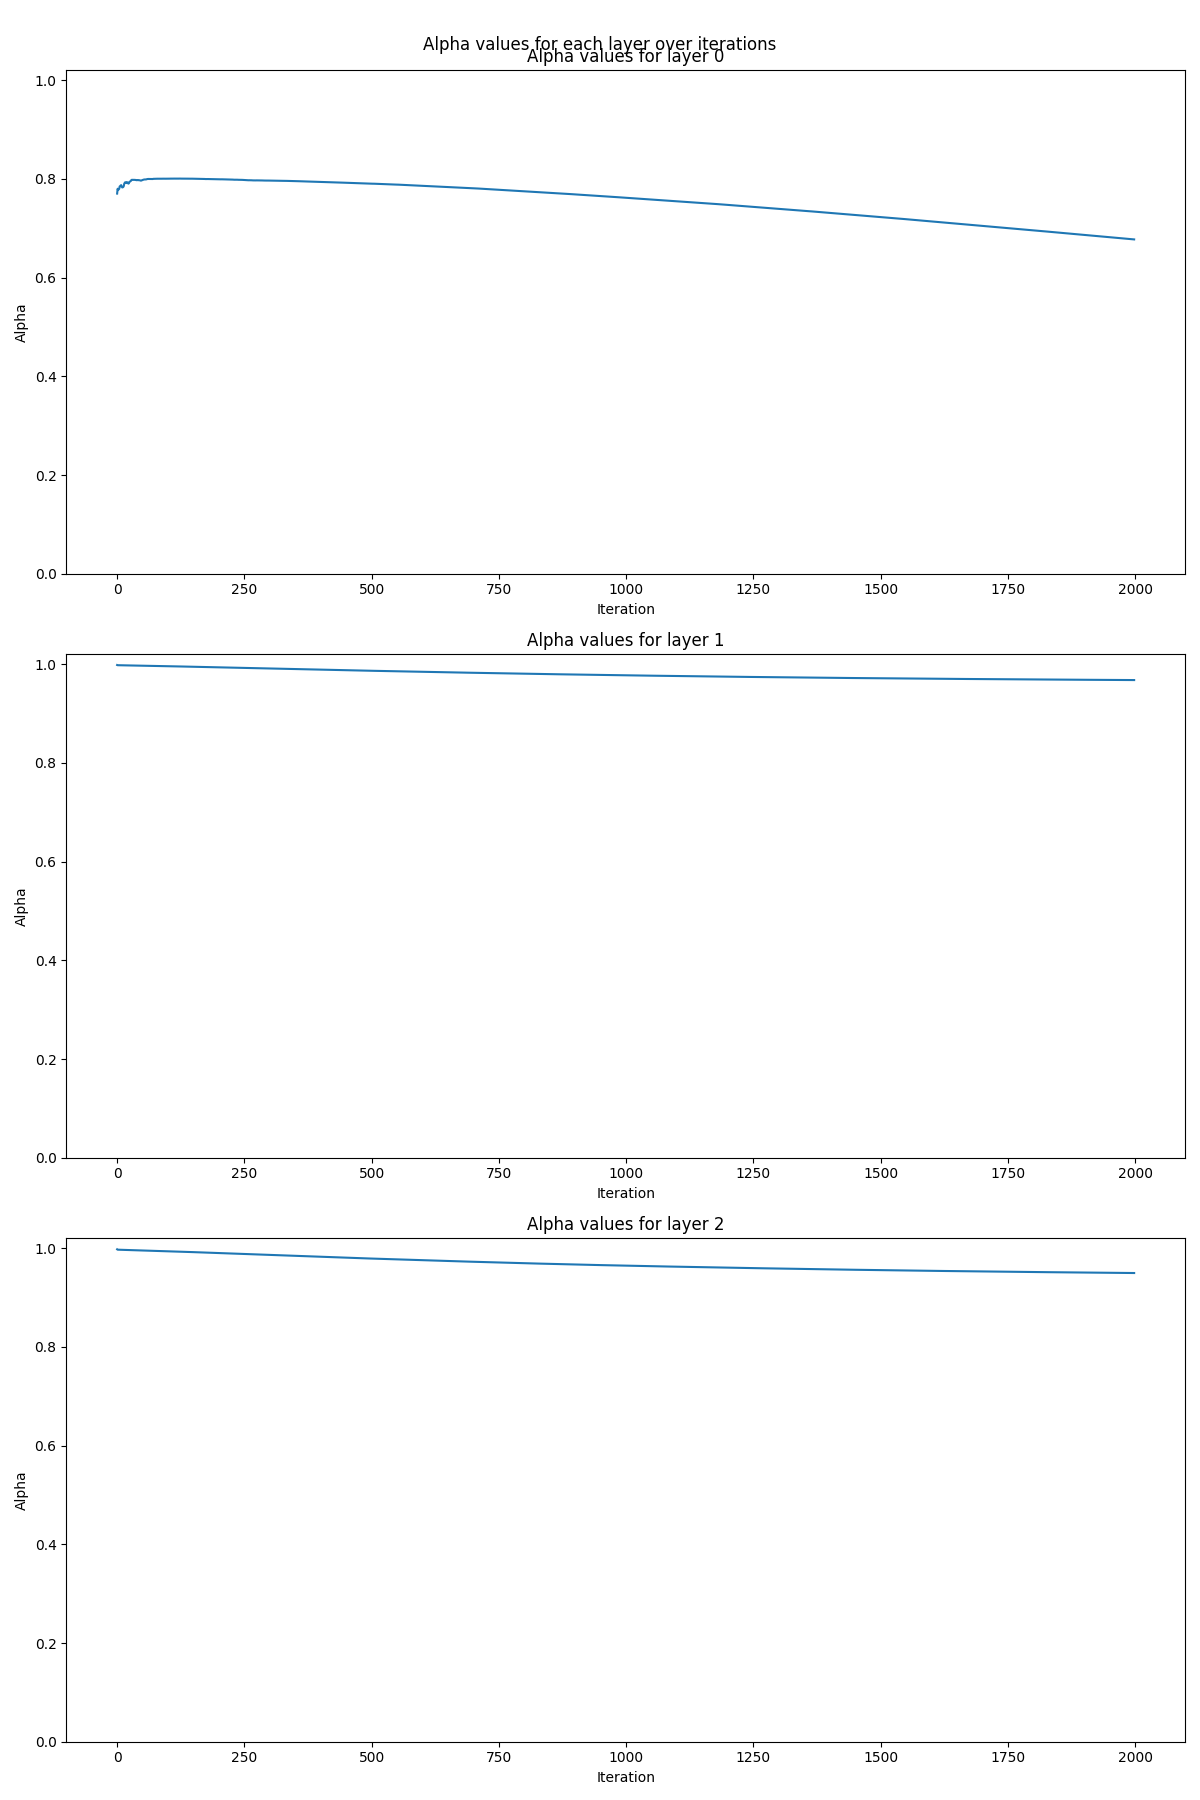 Alpha values for each layer over iterations
Alpha values for layer 0
1.0
0.8
0.6
0.4
0.2
0.0
Alpha
0 250 500 750 1000 1250 1500 1750 2000
Iteration
Alpha values for layer 1
1.0
0.8
0.6
0.4
0.2
0.0
Alpha
0 250 500 750 1000 1250 1500 1750 2000
Iteration
Alpha values for layer 2
1.0
0.8
0.6
0.4
0.2
0.0
Alpha
0 250 500 750 1000 1250 1500 1750 2000
Iteration